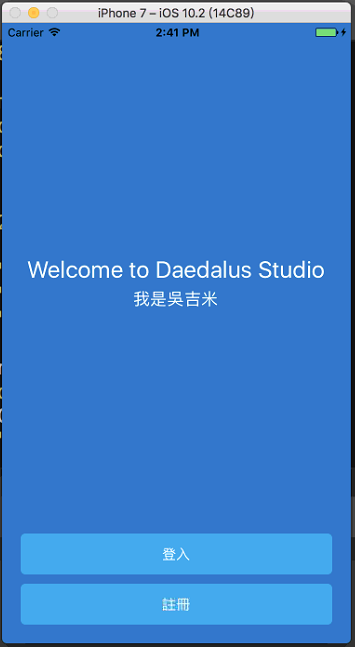 iPhone 7 – iOS 10.2 (14C89)
Carrier 2:41 PM
Welcome to Daedalus Studio
我是吳吉米
登入
註冊